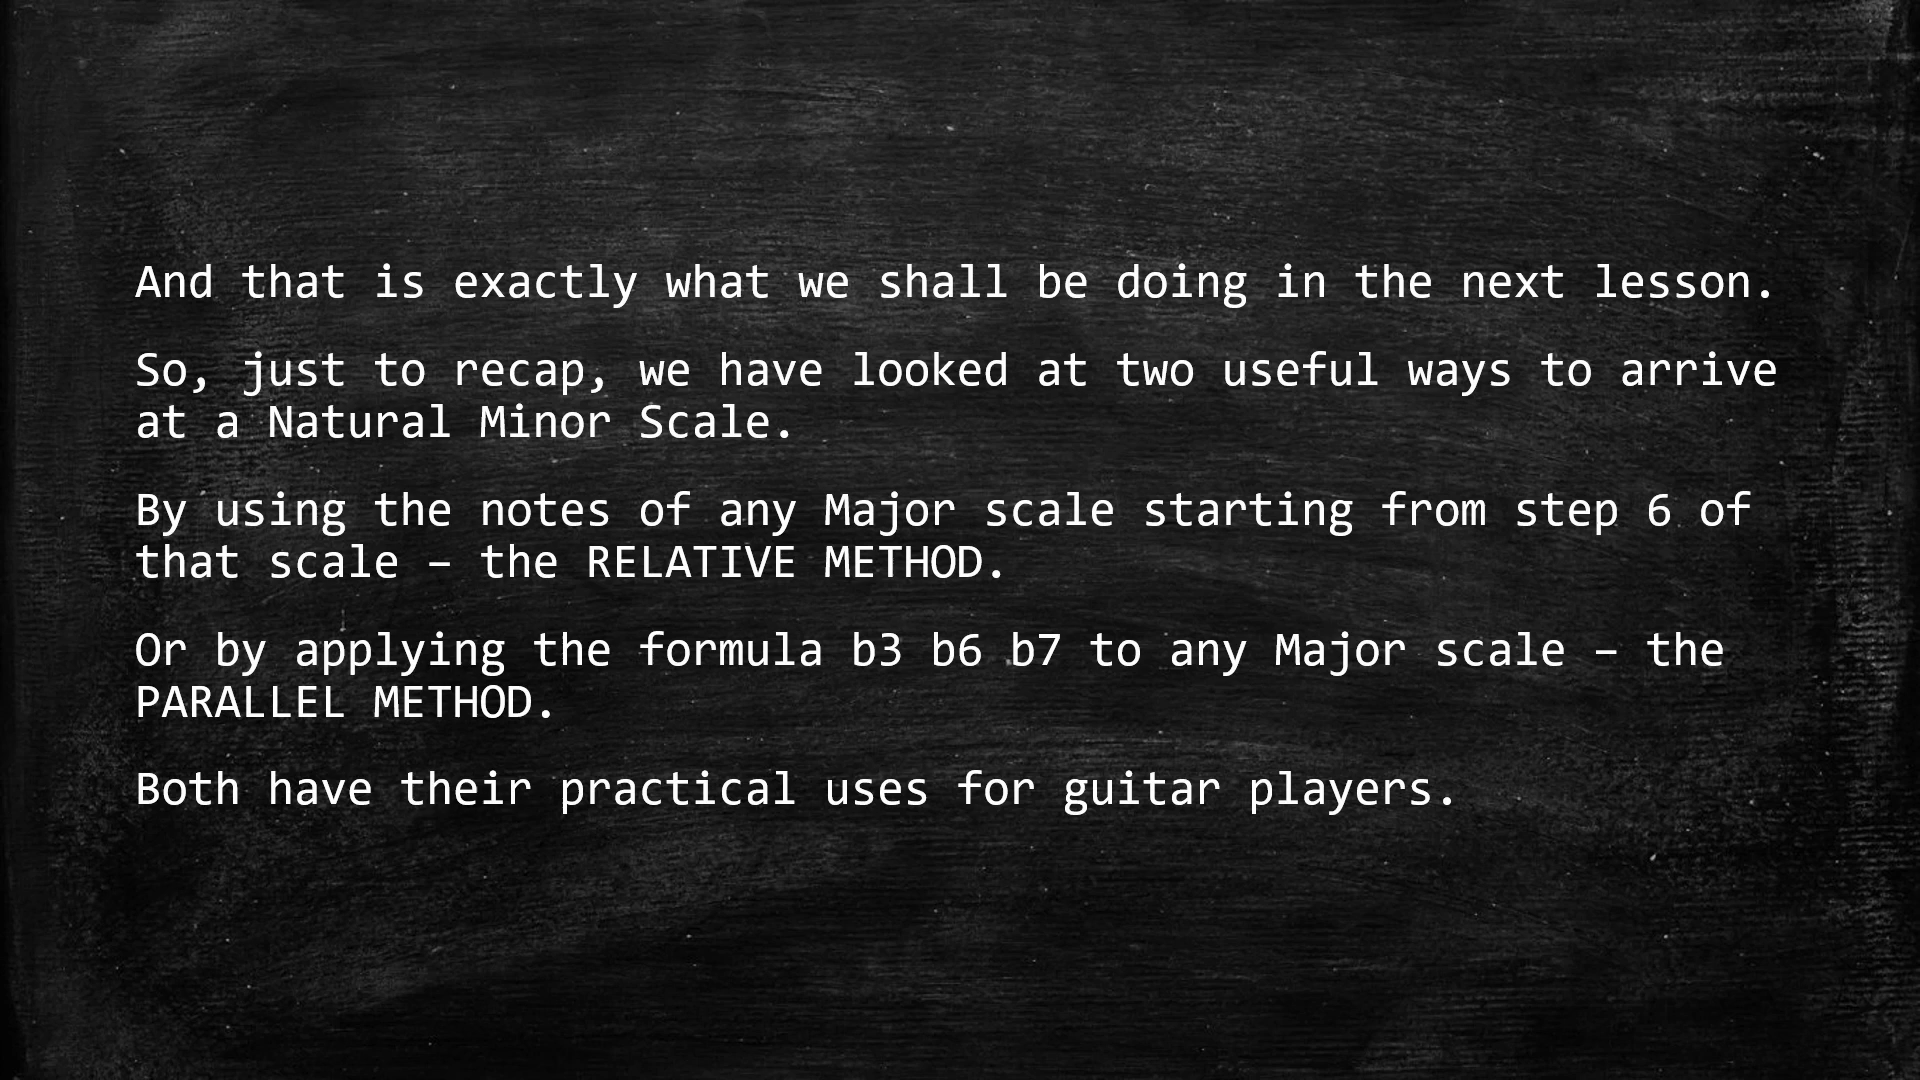 And that is exactly what we shall be doing in the next lesson.
So, just to recap, we have looked at two useful ways to arrive
at a Natural Minor Scale.
By using the notes of any Major scale starting from step 6 of
that scale – the RELATIVE METHOD.
Or by applying the formula b3 b6 b7 to any Major scale – the
PARALLEL METHOD.
Both have their practical uses for guitar players.